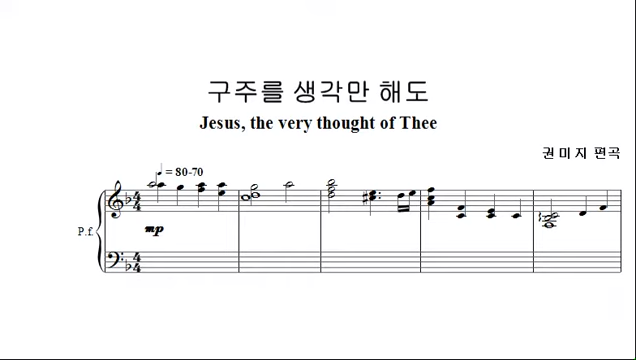 구주를 생각만 해도
Jesus, the very thought of Thee
권 미 지 편곡
♩ = 80-70
P.f.
mp